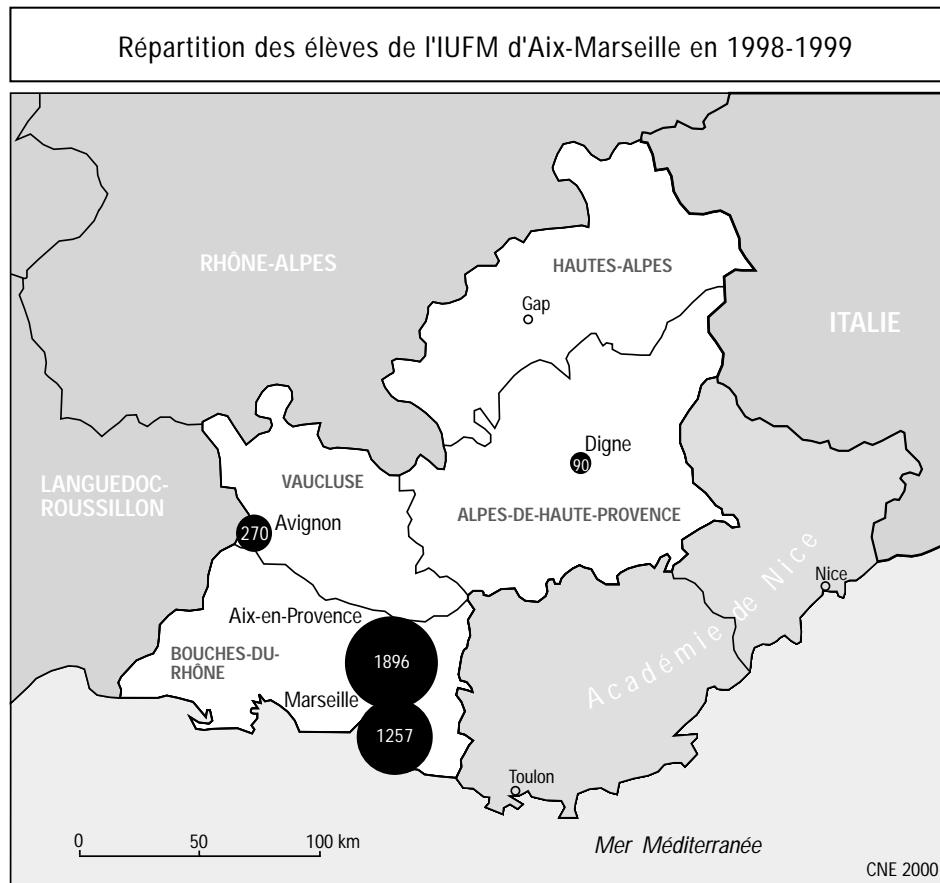 Répartition des élèves de l'IUFM d'Aix-Marseille en 1998-1999
RHÔNE-ALPES
HAUTES-ALPES
Gap
ITALIE
Digne
90
LANGUEDOC-
ROUSSILLON
VAUCLUSE
ALPES-DE-HAUTE-PROVENCE
270
Avignon
Académie de Nice
Nice
Aix-en-Provence
1896
BOUCHES-DU-
RHÔNE
Marseille
1257
Toulon
0 50 100 km
Mer Méditerranée
CNE 2000